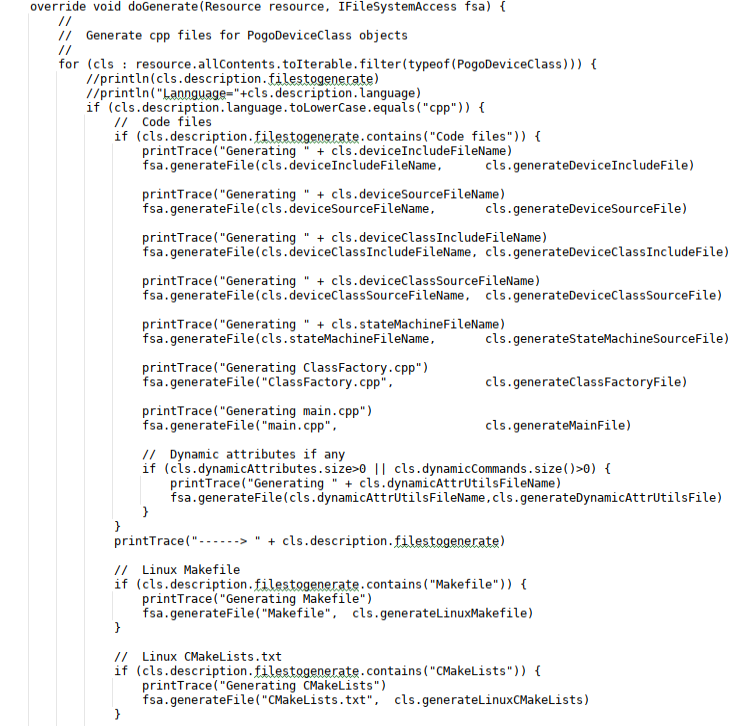 override void doGenerate(Resource resource, IFileSystemAccess fsa) {
    //
    //  Generate cpp files for PogoDeviceClass objects
    //
    for (cls : resource.allContents.toIterable.filter(typeof(PogoDeviceClass))) {
        //println(cls.description.filestogenerate)
        //println("Lannguage="+cls.description.language)
        if (cls.description.language.toLowerCase.equals("cpp")) {
            //  Code files
            if (cls.description.filestogenerate.contains("Code files")) {
                printTrace("Generating " + cls.deviceIncludeFileName)
                fsa.generateFile(cls.deviceIncludeFileName,      cls.generateDeviceIncludeFile)

                printTrace("Generating " + cls.deviceSourceFileName)
                fsa.generateFile(cls.deviceSourceFileName,       cls.generateDeviceSourceFile)

                printTrace("Generating " + cls.deviceClassIncludeFileName)
                fsa.generateFile(cls.deviceClassIncludeFileName, cls.generateDeviceClassIncludeFile)

                printTrace("Generating " + cls.deviceClassSourceFileName)
                fsa.generateFile(cls.deviceClassSourceFileName,  cls.generateDeviceClassSourceFile)

                printTrace("Generating " + cls.stateMachineFileName)
                fsa.generateFile(cls.stateMachineFileName,       cls.generateStateMachineSourceFile)

                printTrace("Generating ClassFactory.cpp")
                fsa.generateFile("ClassFactory.cpp",             cls.generateClassFactoryFile)

                printTrace("Generating main.cpp")
                fsa.generateFile("main.cpp",                     cls.generateMainFile)

                //  Dynamic attributes if any
                if (cls.dynamicAttributes.size>0 || cls.dynamicCommands.size()>0) {
                    printTrace("Generating " + cls.dynamicAttrUtilsFileName)
                    fsa.generateFile(cls.dynamicAttrUtilsFileName,cls.generateDynamicAttrUtilsFile)
                }
            }
            printTrace("------> " + cls.description.filestogenerate)

            //  Linux Makefile
            if (cls.description.filestogenerate.contains("Makefile")) {
                printTrace("Generating Makefile")
                fsa.generateFile("Makefile",  cls.generateLinuxMakefile)
            }

            //  Linux CMakeLists.txt
            if (cls.description.filestogenerate.contains("CMakeLists")) {
                printTrace("Generating CMakeLists")
                fsa.generateFile("CMakeLists.txt",  cls.generateLinuxCMakeLists)
            }